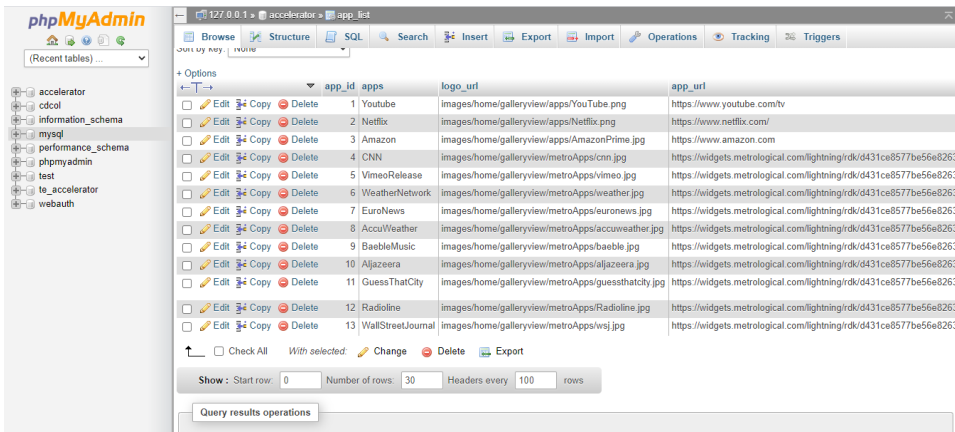 phpMyAdmin
(Recent tables) ...
accelerator
cdcol
information_schema
mysql
performance_schema
phpmyadmin
test
te_accelerator
webauth
127.0.0.1 » accelerator » app_list
Browse Structure SQL Search Insert Export Import Operations Tracking Triggers
Sort by key: None
+ Options
←T→ app_id apps logo_url app_url
Edit Copy Delete 1 Youtube images/home/galleryview/apps/YouTube.png https://www.youtube.com/tv
Edit Copy Delete 2 Netflix images/home/galleryview/apps/Netflix.png https://www.netflix.com/
Edit Copy Delete 3 Amazon images/home/galleryview/apps/AmazonPrime.jpg https://www.amazon.com
Edit Copy Delete 4 CNN images/home/galleryview/metroApps/cnn.jpg https://widgets.metrological.com/lightning/rdk/d431ce8577be56e8263
Edit Copy Delete 5 VimeoRelease images/home/galleryview/metroApps/vimeo.jpg https://widgets.metrological.com/lightning/rdk/d431ce8577be56e8263
Edit Copy Delete 6 WeatherNetwork images/home/galleryview/metroApps/weather.jpg https://widgets.metrological.com/lightning/rdk/d431ce8577be56e8263
Edit Copy Delete 7 EuroNews images/home/galleryview/metroApps/euronews.jpg https://widgets.metrological.com/lightning/rdk/d431ce8577be56e8263
Edit Copy Delete 8 AccuWeather images/home/galleryview/metroApps/accuweather.jpg https://widgets.metrological.com/lightning/rdk/d431ce8577be56e8263
Edit Copy Delete 9 BaebleMusic images/home/galleryview/metroApps/baeble.jpg https://widgets.metrological.com/lightning/rdk/d431ce8577be56e8263
Edit Copy Delete 10 Aljazeera images/home/galleryview/metroApps/aljazeera.jpg https://widgets.metrological.com/lightning/rdk/d431ce8577be56e8263
Edit Copy Delete 11 GuessThatCity images/home/galleryview/metroApps/guessthatcity.jpg https://widgets.metrological.com/lightning/rdk/d431ce8577be56e8263
Edit Copy Delete 12 Radioline images/home/galleryview/metroApps/Radioline.jpg https://widgets.metrological.com/lightning/rdk/d431ce8577be56e8263
Edit Copy Delete 13 WallStreetJournal images/home/galleryview/metroApps/wsj.jpg https://widgets.metrological.com/lightning/rdk/d431ce8577be56e8263
Check All With selected: Change Delete Export
Show : Start row: 0 Number of rows: 30 Headers every 100 rows
Query results operations